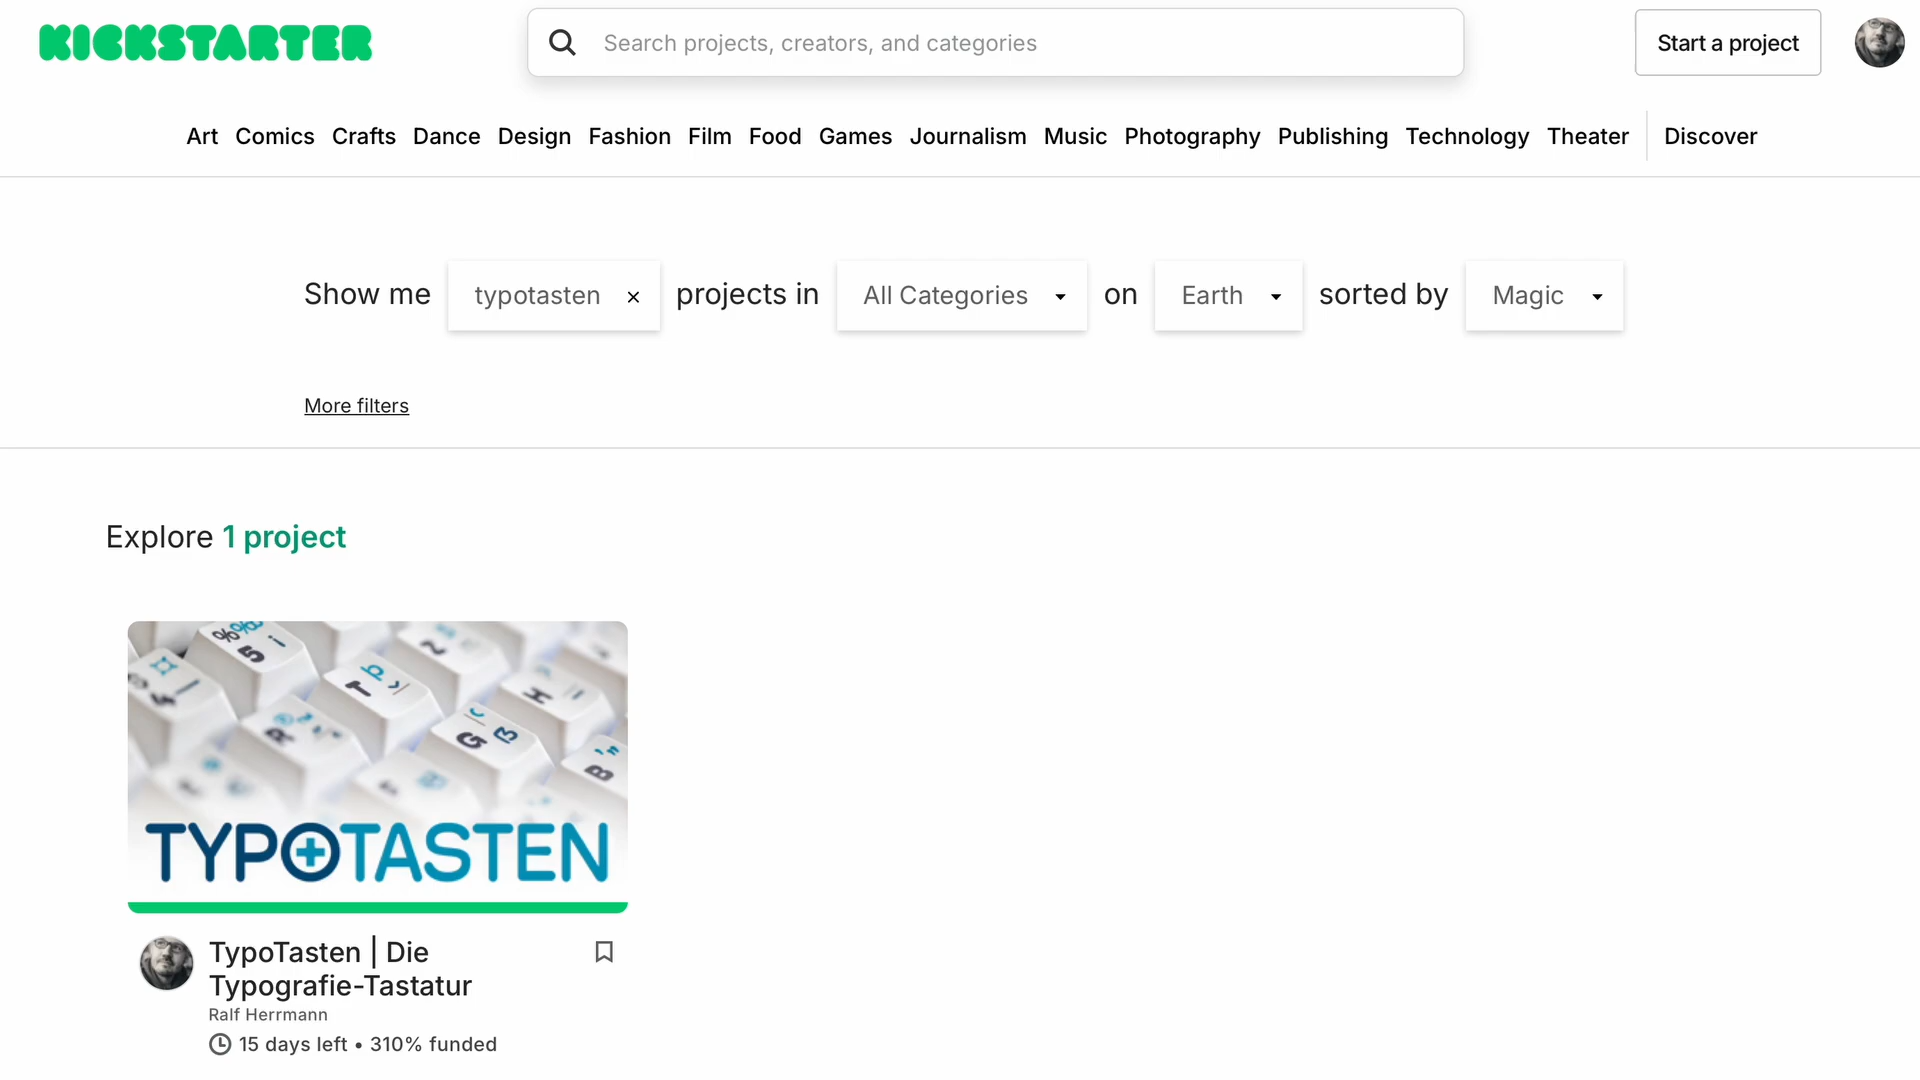 KICKSTARTER
Search projects, creators, and categories
Start a project
Art Comics Crafts Dance Design Fashion Film Food Games Journalism Music Photography Publishing Technology Theater Discover
Show me typotasten × projects in All Categories on Earth sorted by Magic
More filters
Explore 1 project
5
T
G
H
R
B
TYPOTASTEN
TypoTasten | Die
Typografie-Tastatur
Ralf Herrmann
15 days left • 310% funded